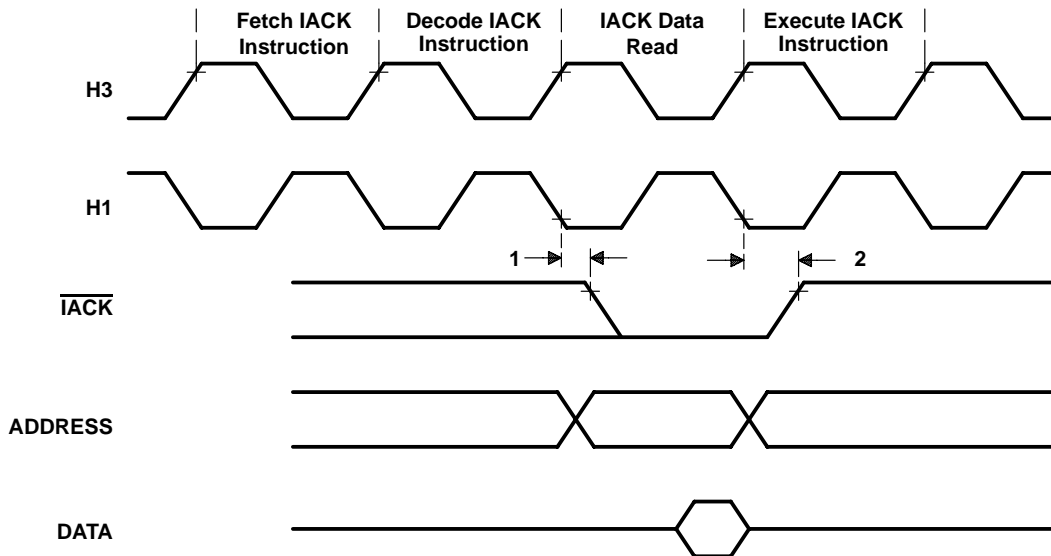 Fetch IACK
Instruction
Decode IACK
Instruction
IACK Data
Read
Execute IACK
Instruction
H3
H1
1
2
IACK
ADDRESS
DATA